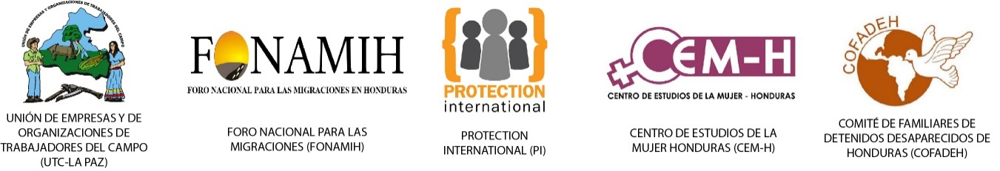 UNIÓN DE EMPRESAS Y ORGANIZACIONES DE TRABAJADORES DEL CAMPO
UNIÓN DE EMPRESAS Y DE
ORGANIZACIONES DE
TRABAJADORES DEL CAMPO
(UTC-LA PAZ)
FONAMIH
FORO NACIONAL PARA LAS MIGRACIONES EN HONDURAS
FORO NACIONAL PARA LAS
MIGRACIONES (FONAMIH)
PROTECTION
international
PROTECTION
INTERNATIONAL (PI)
CEM-H
CENTRO DE ESTUDIOS DE LA MUJER - HONDURAS
CENTRO DE ESTUDIOS DE LA
MUJER HONDURAS (CEM-H)
COFADEH
COMITÉ DE FAMILIARES DE
DETENIDOS DESAPARECIDOS DE
HONDURAS (COFADEH)